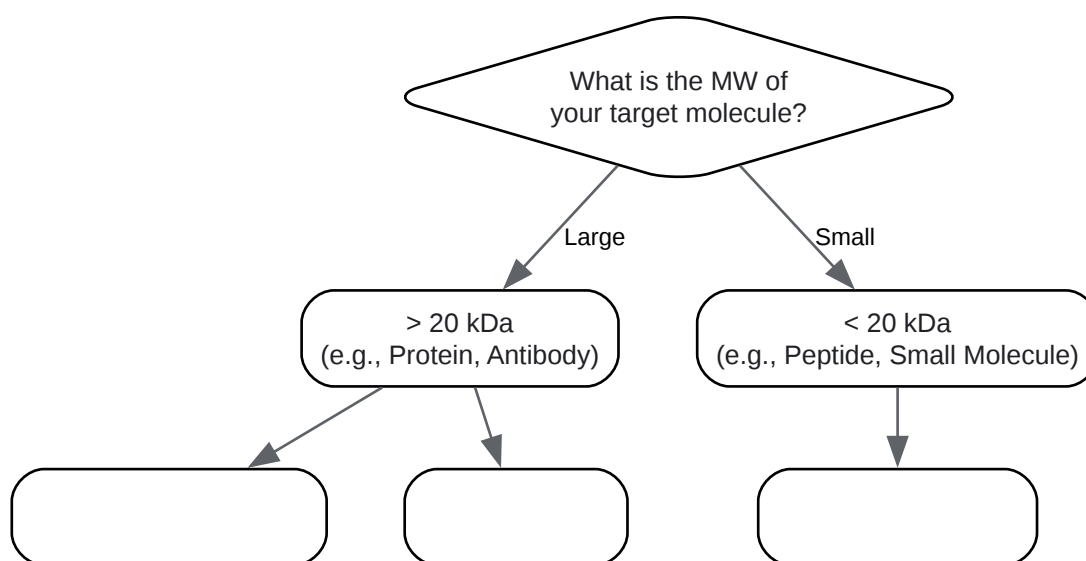 What is the MW of
your target molecule?
Large
Small
> 20 kDa
(e.g., Protein, Antibody)
< 20 kDa
(e.g., Peptide, Small Molecule)